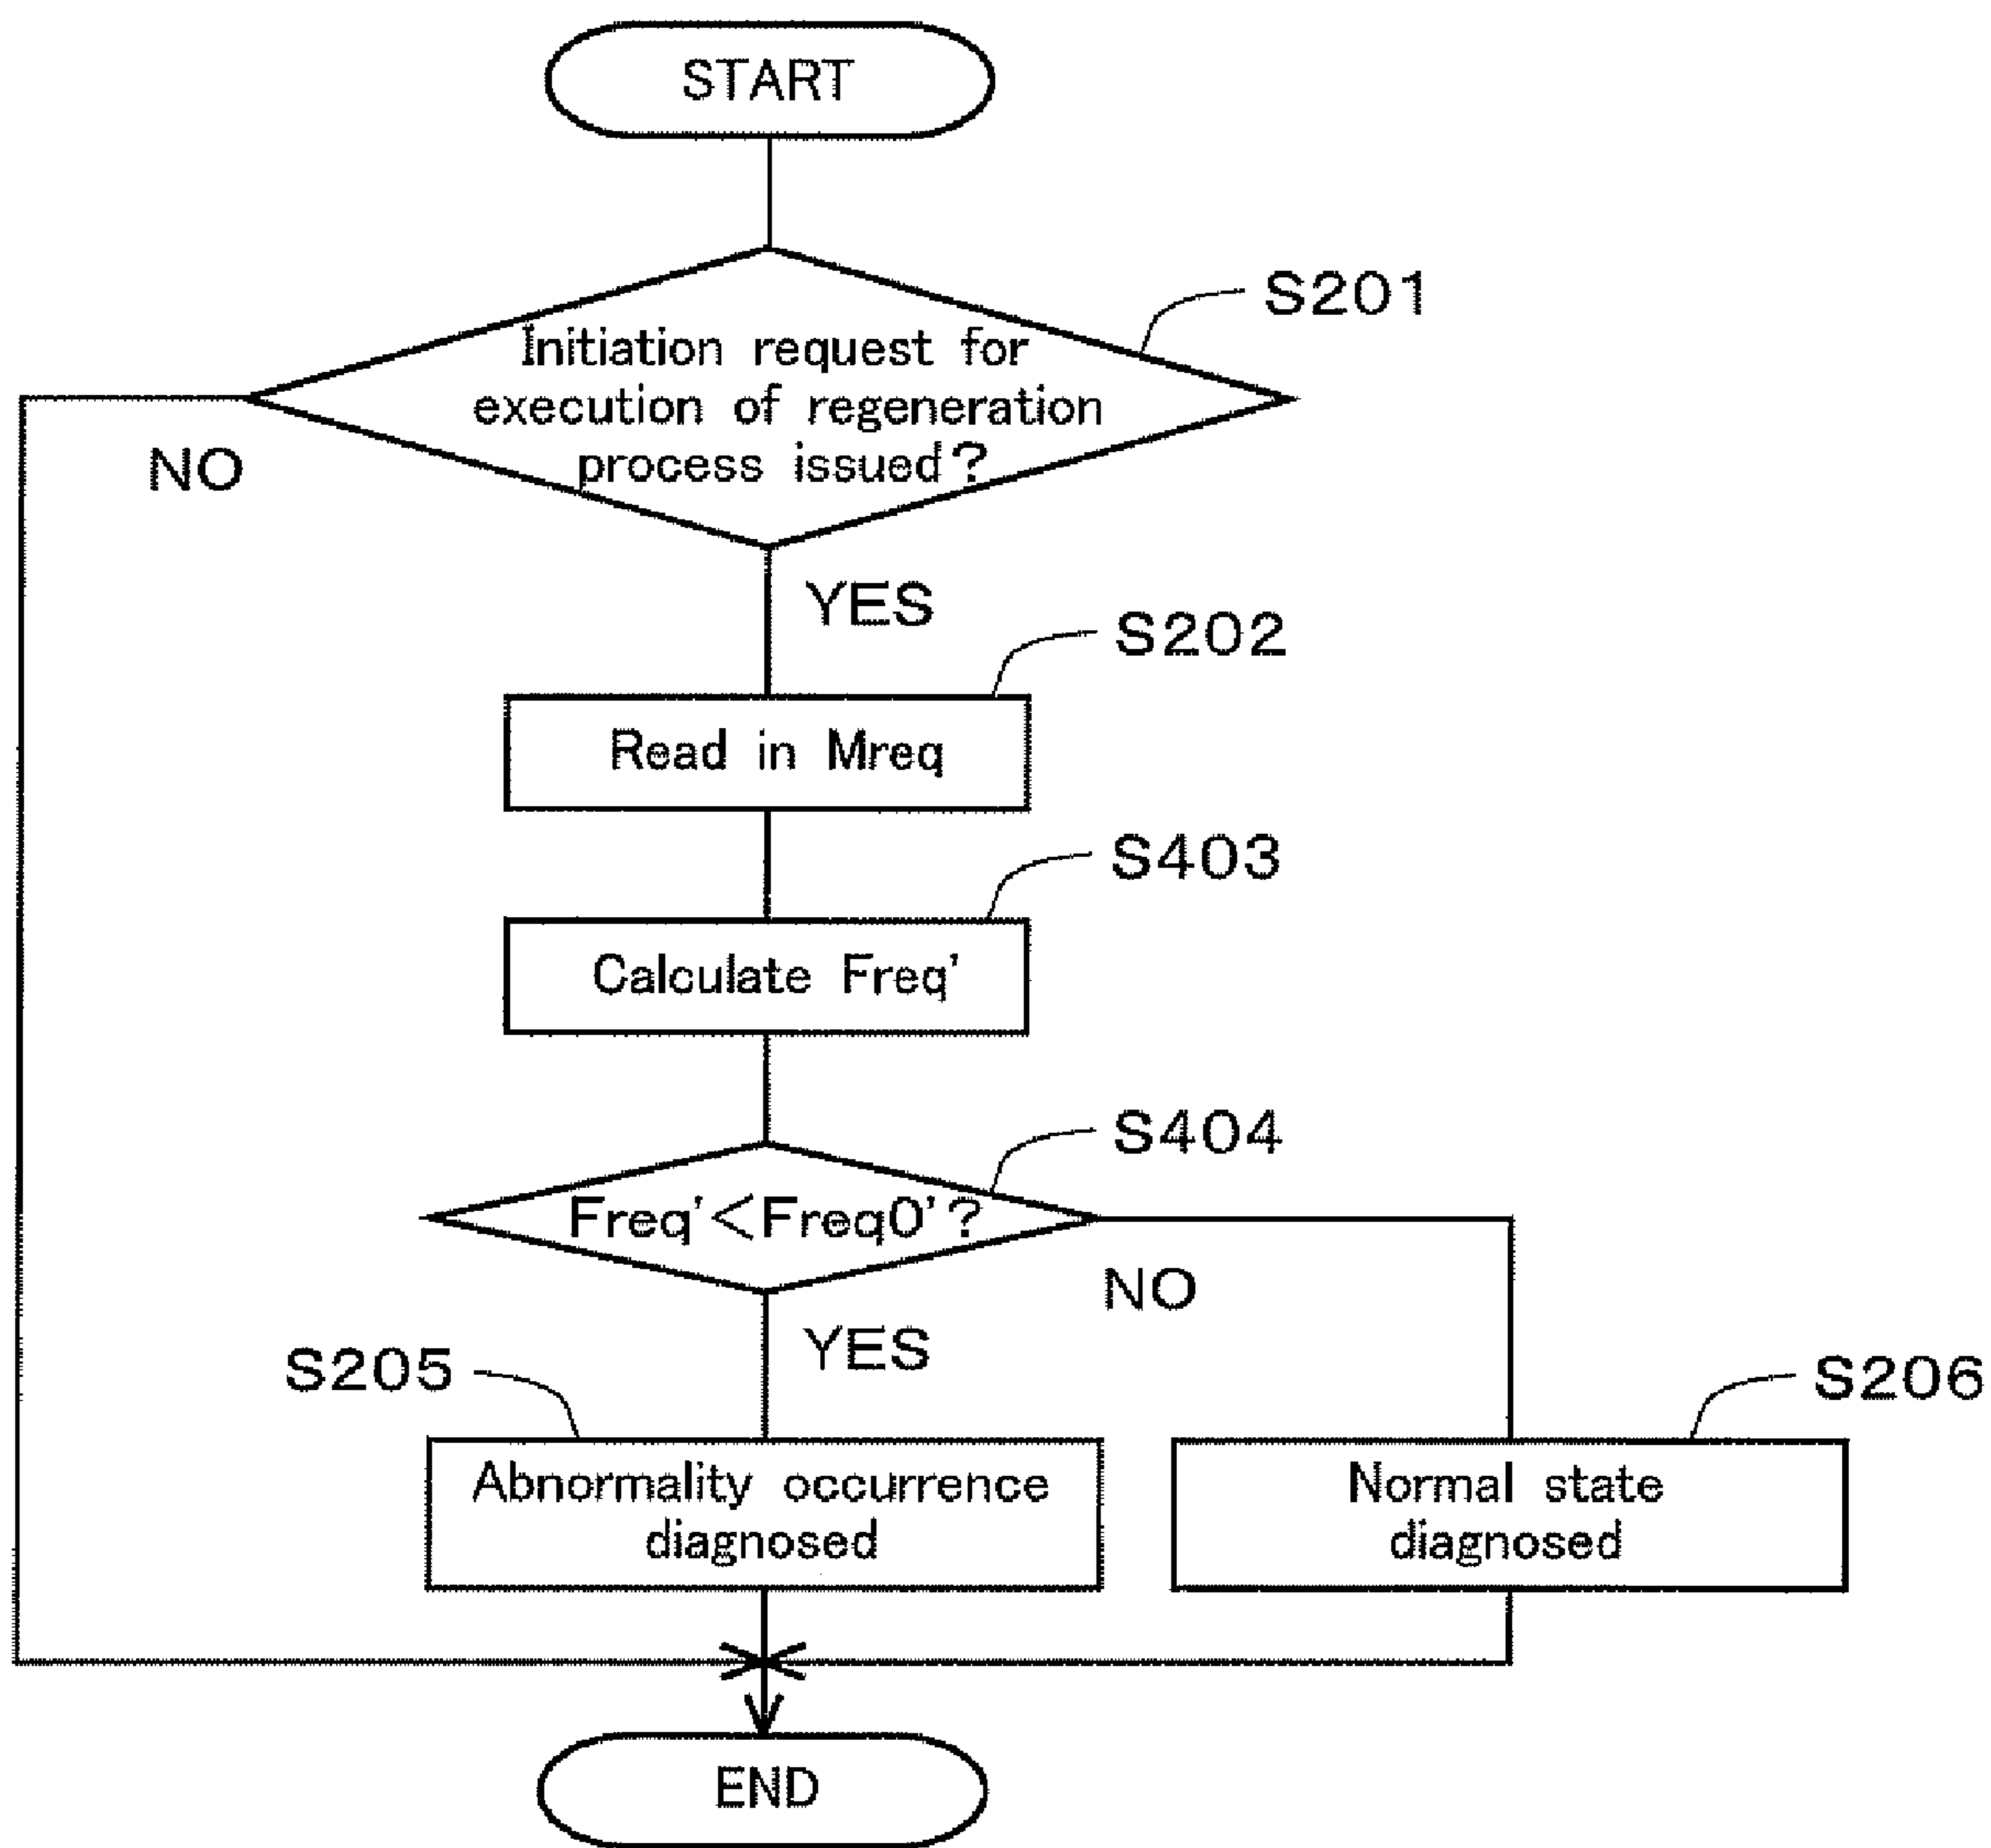 START
S201
Initiation request for
execution of regeneration
process issued?
NO
YES
S202
Read in Mreq
S403
Calculate Freq'
S404
Freq'<Freq0'?
NO
YES
S205
S206
Abnormality occurrence
diagnosed
Normal state
diagnosed
END